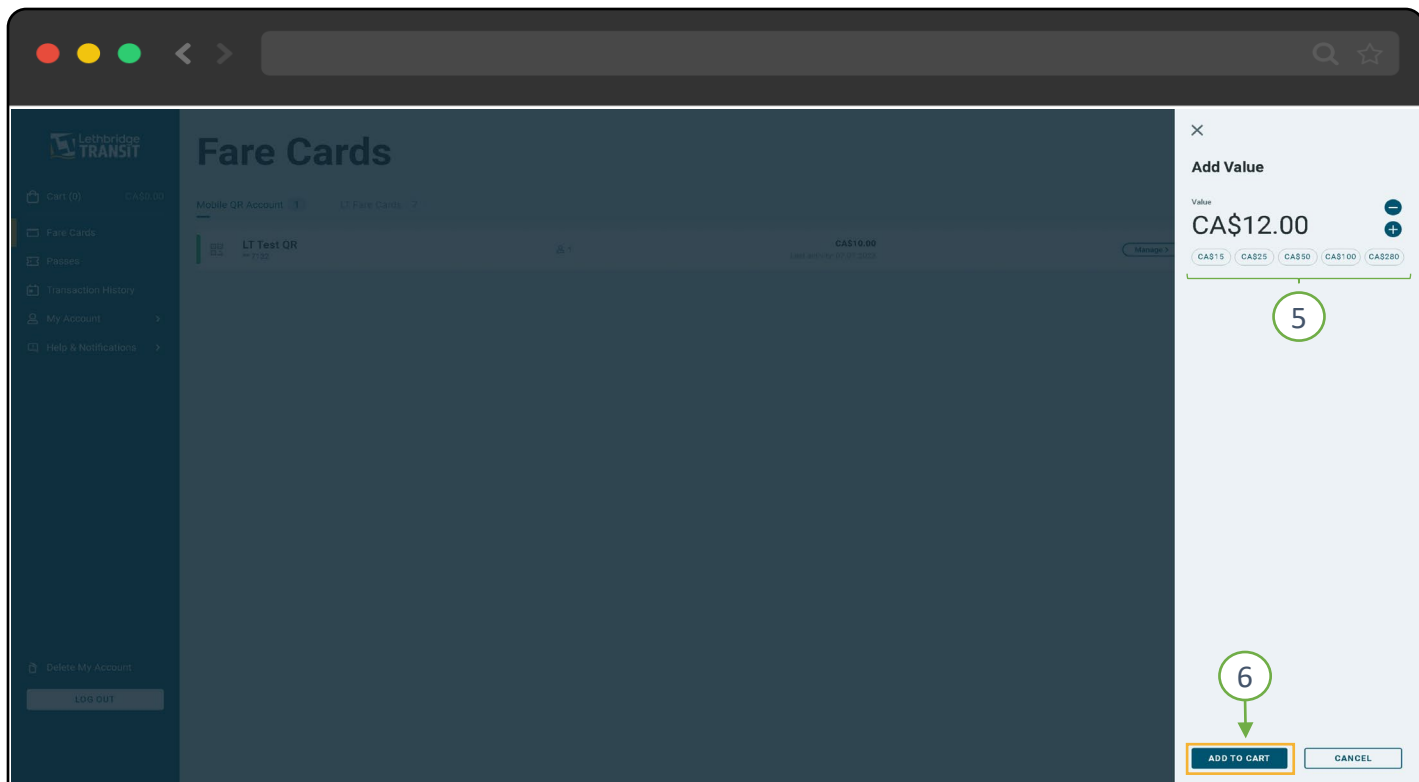 Lethbridge
TRANSIT
Cart (0) CA$0.00
Fare Cards
Passes
Transaction History
My Account
Help & Notifications
Delete My Account
LOG OUT
Fare Cards
Mobile QR Account 1 LT Fare Cards 7
LT Test QR
CA$10.00
Manage
Add Value
Value
CA$12.00
CA$15 CA$25 CA$50 CA$100 CA$280
5
6
ADD TO CART CANCEL